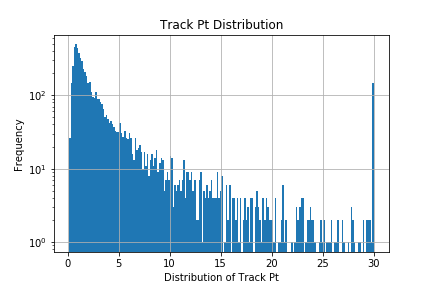 Track Pt Distribution
Frequency
10²
10¹
10⁰
0 5 10 15 20 25 30
Distribution of Track Pt